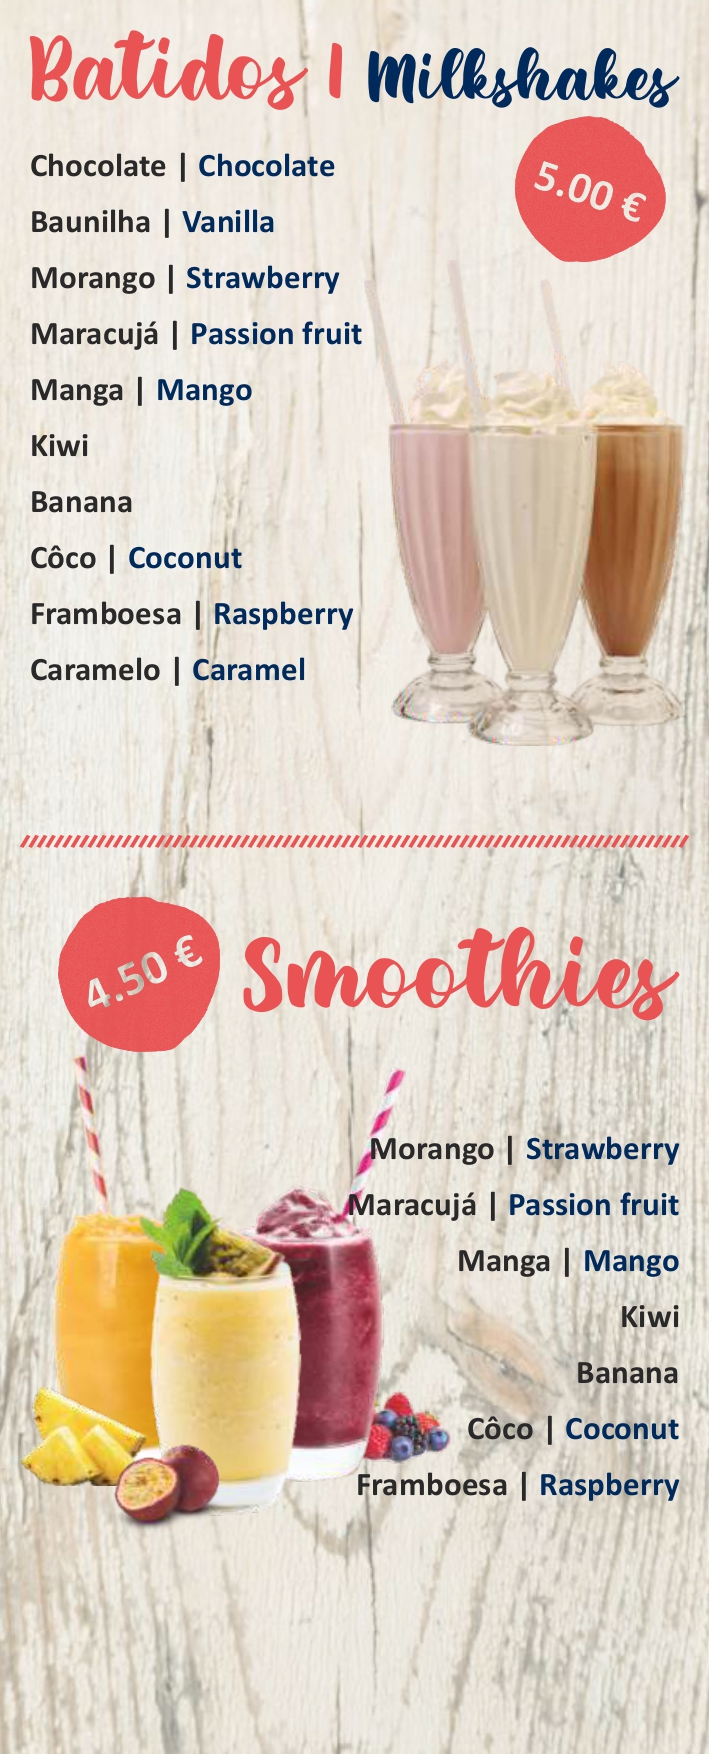 Batidos | Milkshakes
5.00 €
Chocolate | Chocolate
Baunilha | Vanilla
Morango | Strawberry
Maracujá | Passion fruit
Manga | Mango
Kiwi
Banana
Côco | Coconut
Framboesa | Raspberry
Caramelo | Caramel
4.50 €
Smoothies
Morango | Strawberry
Maracujá | Passion fruit
Manga | Mango
Kiwi
Banana
Côco | Coconut
Framboesa | Raspberry